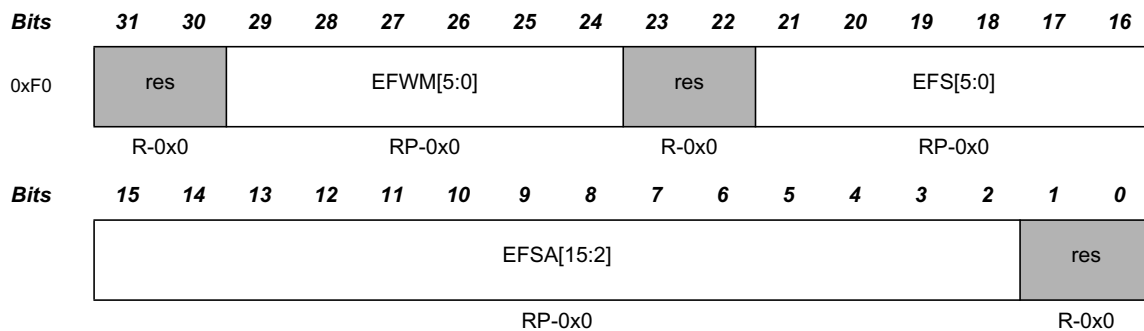 Bits 31 30 29 28 27 26 25 24 23 22 21 20 19 18 17 16
0xF0 res EFWM[5:0] res EFS[5:0]
R-0x0 RP-0x0 R-0x0 RP-0x0
Bits 15 14 13 12 11 10 9 8 7 6 5 4 3 2 1 0
EFSA[15:2] res
RP-0x0 R-0x0